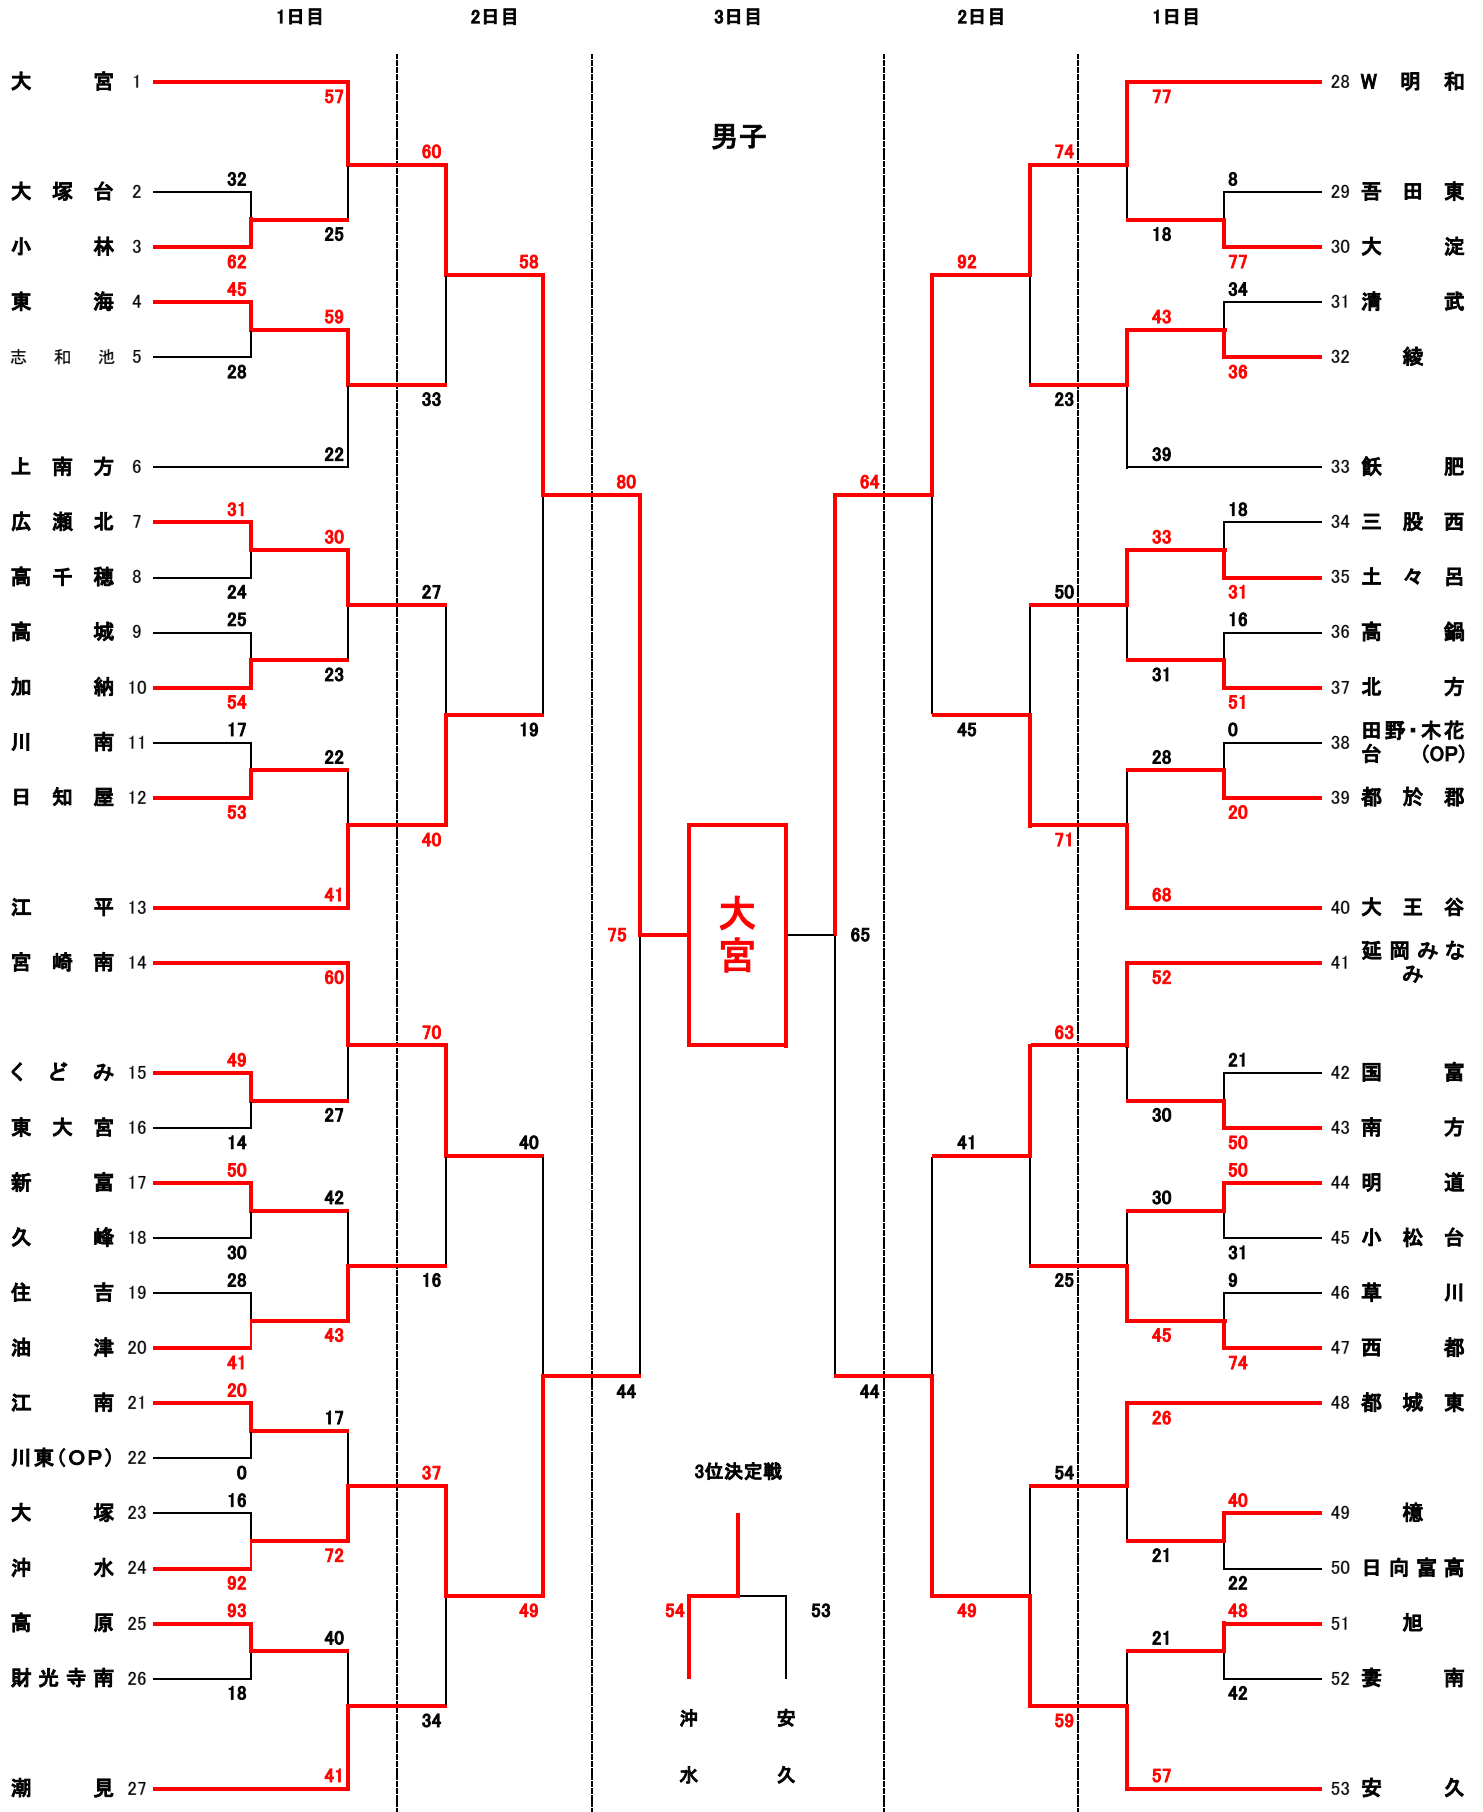 1日目 2日目 3日目 2日目 1日目
男子
大宮 1
57
60
大塚台 2
32
小林 3
62
25
58
東海 4
45
59
志和池 5
28
33
上南方 6
22
80
広瀬北 7
31
30
高千穂 8
24
27
高城 9
25
加納 10
54
23
川南 11
17
22
19
日知屋 12
53
40
江平 13
41
75
宮崎南 14
60
70
くどみ 15
49
27
東大宮 16
14
40
新富 17
50
42
久峰 18
30
16
住吉 19
28
油津 20
41
43
44
江南 21
20
17
川東(OP) 22
0
37
大塚 23
16
沖水 24
92
72
49
高原 25
93
40
財光寺南 26
18
34
潮見 27
41
大宮
3位決定戦
54 53
沖水 安久
28 W明和
77
74
29 吾田東
8
30 大淀
77
18
92
31 清武
34
43
32 綾
36
23
33 飫肥
39
64
34 三股西
18
33
35 土々呂
31
50
36 高鍋
16
37 北方
51
31
38 田野・木花
台 (OP)
0
28
45
39 都於郡
20
71
40 大王谷
68
65
41 延岡みな
み
52
63
42 国富
21
43 南方
50
30
41
44 明道
50
30
45 小松台
31
25
46 草川
9
47 西都
74
45
44
48 都城東
26
54
49 檍
40
21
50 日向富高
22
49
51 旭
48
21
52 妻南
42
59
53 安久
57